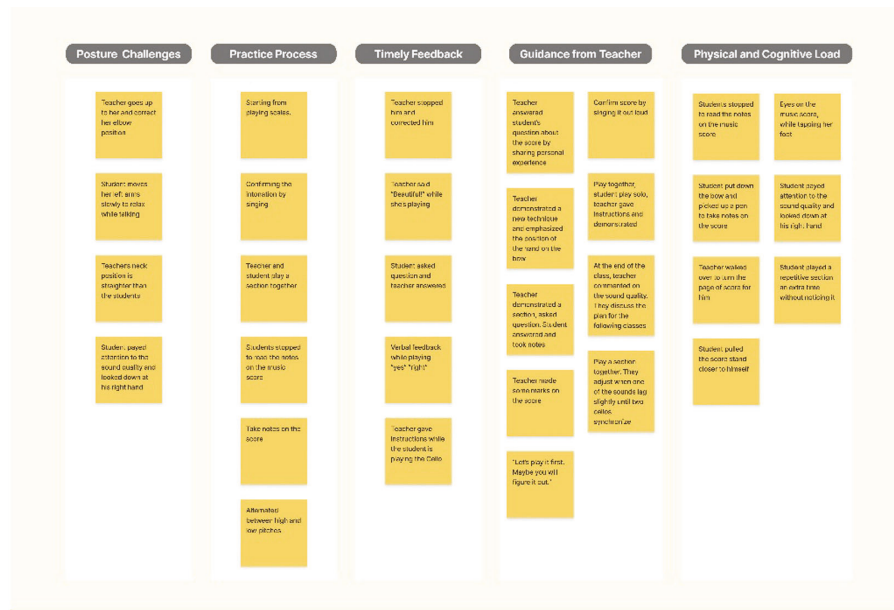 Posture Challenges
Teacher goes up
to her and correct
her elbow
position
Student moves
her left arms
slowly to relax
while talking
Teacher's neck
position is
straighter than
the students
Student payed
attention to the
sound quality and
looked down at
his right hand
Practice Process
Starting from
playing scales.
Confirming the
intonation by
singing
Teacher and
student play a
section together
Students stopped
to read the notes
on the music
score
Take notes on the
score
Alternated
between high and
low pitches
Timely Feedback
Teacher stopped
him and
corrected him
Teacher said
"Beautiful!" while
she's playing
Student asked
question and
teacher answered
Verbal feedback
while playing
"yes" "right"
Teacher gave
instructions while
the student is
playing the Cello
Guidance from Teacher
Teacher
answered
student's
question about
the score by
sharing personal
experience
Teacher
demonstrated a
new technique
and emphasized
the position of
the hand on the
bow
Teacher
demonstrated a
section, asked
question. Student
answered and
took notes
Teacher made
some marks on
the score
"Let's play it first.
Maybe you will
figure it out."
Confirm score by
singing it out loud
Play together,
student play solo,
teacher gave
instructions and
demonstrated
At the end of the
class, teacher
commented on
the sound quality.
They discuss the
plan for the
following classes
Play a section
together. They
adjust when one
of the sounds lag
slightly until two
cellos
synchronize
Physical and Cognitive Load
Students stopped
to read the notes
on the music
score
Student put down
the bow and
picked up a pen
to take notes on
the score
Teacher walked
over to turn the
page of score for
him
Student pulled
the score stand
closer to himself
Eyes on the
music score,
while tapping her
foot
Student payed
attention to the
sound quality and
looked down at
his right hand
Student played a
repetitive section
an extra time
without noticing it